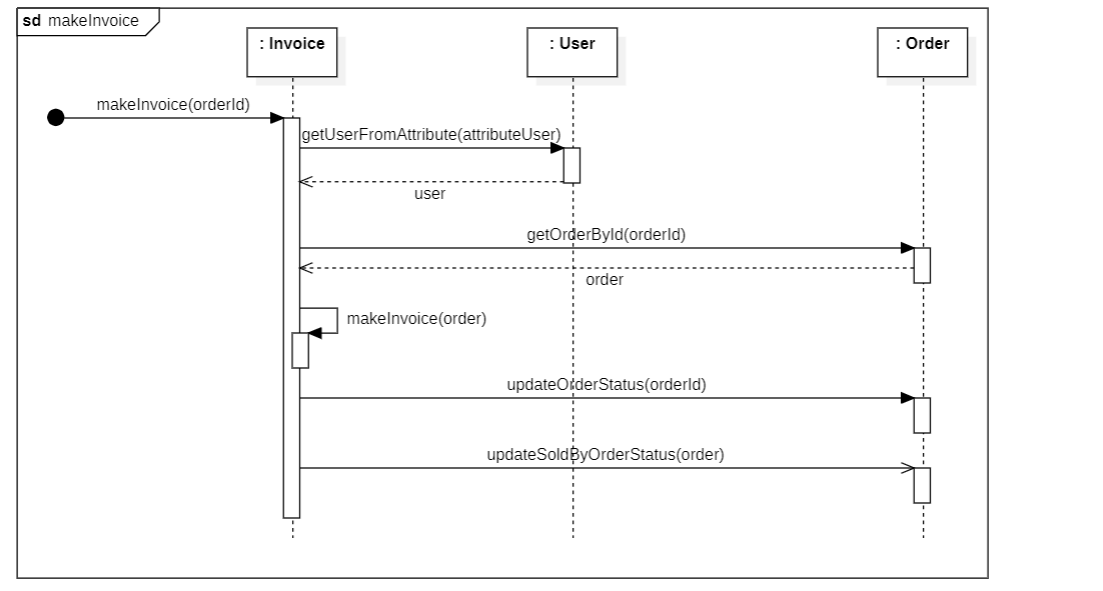 sd makeInvoice
: Invoice
: User
: Order
makeInvoice(orderId)
getUserFromAttribute(attributeUser)
user
getOrderById(orderId)
order
makeInvoice(order)
updateOrderStatus(orderId)
updateSoldByOrderStatus(order)